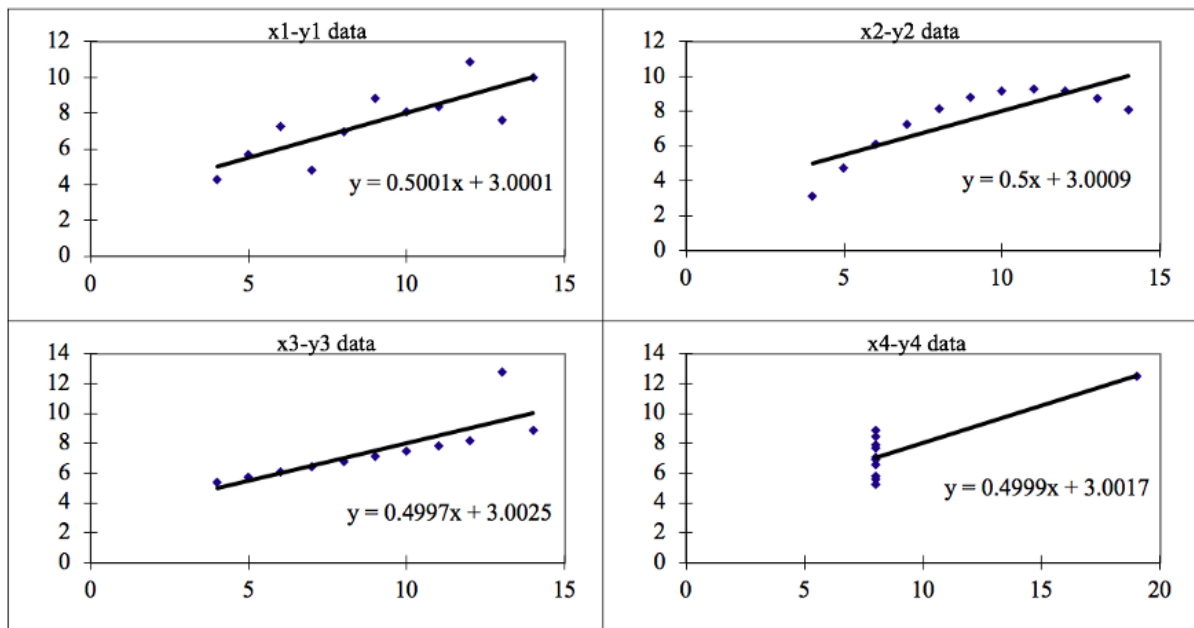 x1-y1 data
12
10
8
6
4
2
0
0 5 10 15
y = 0.5001x + 3.0001
x2-y2 data
12
10
8
6
4
2
0
0 5 10 15
y = 0.5x + 3.0009
x3-y3 data
14
12
10
8
6
4
2
0
0 5 10 15
y = 0.4997x + 3.0025
x4-y4 data
14
12
10
8
6
4
2
0
0 5 10 15 20
y = 0.4999x + 3.0017